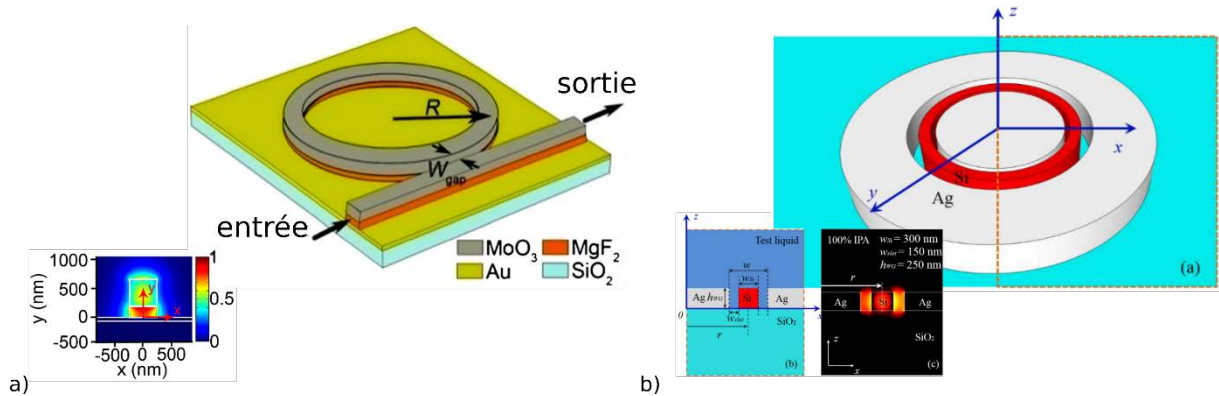 sortie
R
Wgap
entrée
MoO3 MgF2
Au SiO2
y (nm)
1000
500
0
-500
-500 0 500
x (nm)
y
x
1
0.5
0
a)
z
x
y
Si
Ag
(a)
z
Test liquid
w
wSi
Ag hWG Si Ag
0 x
wslot
SiO2
r
(b)
100% IPA
wSi = 300 nm
wslot = 150 nm
hWG = 250 nm
r
Ag Si Ag
SiO2
z
x
(c)
b)